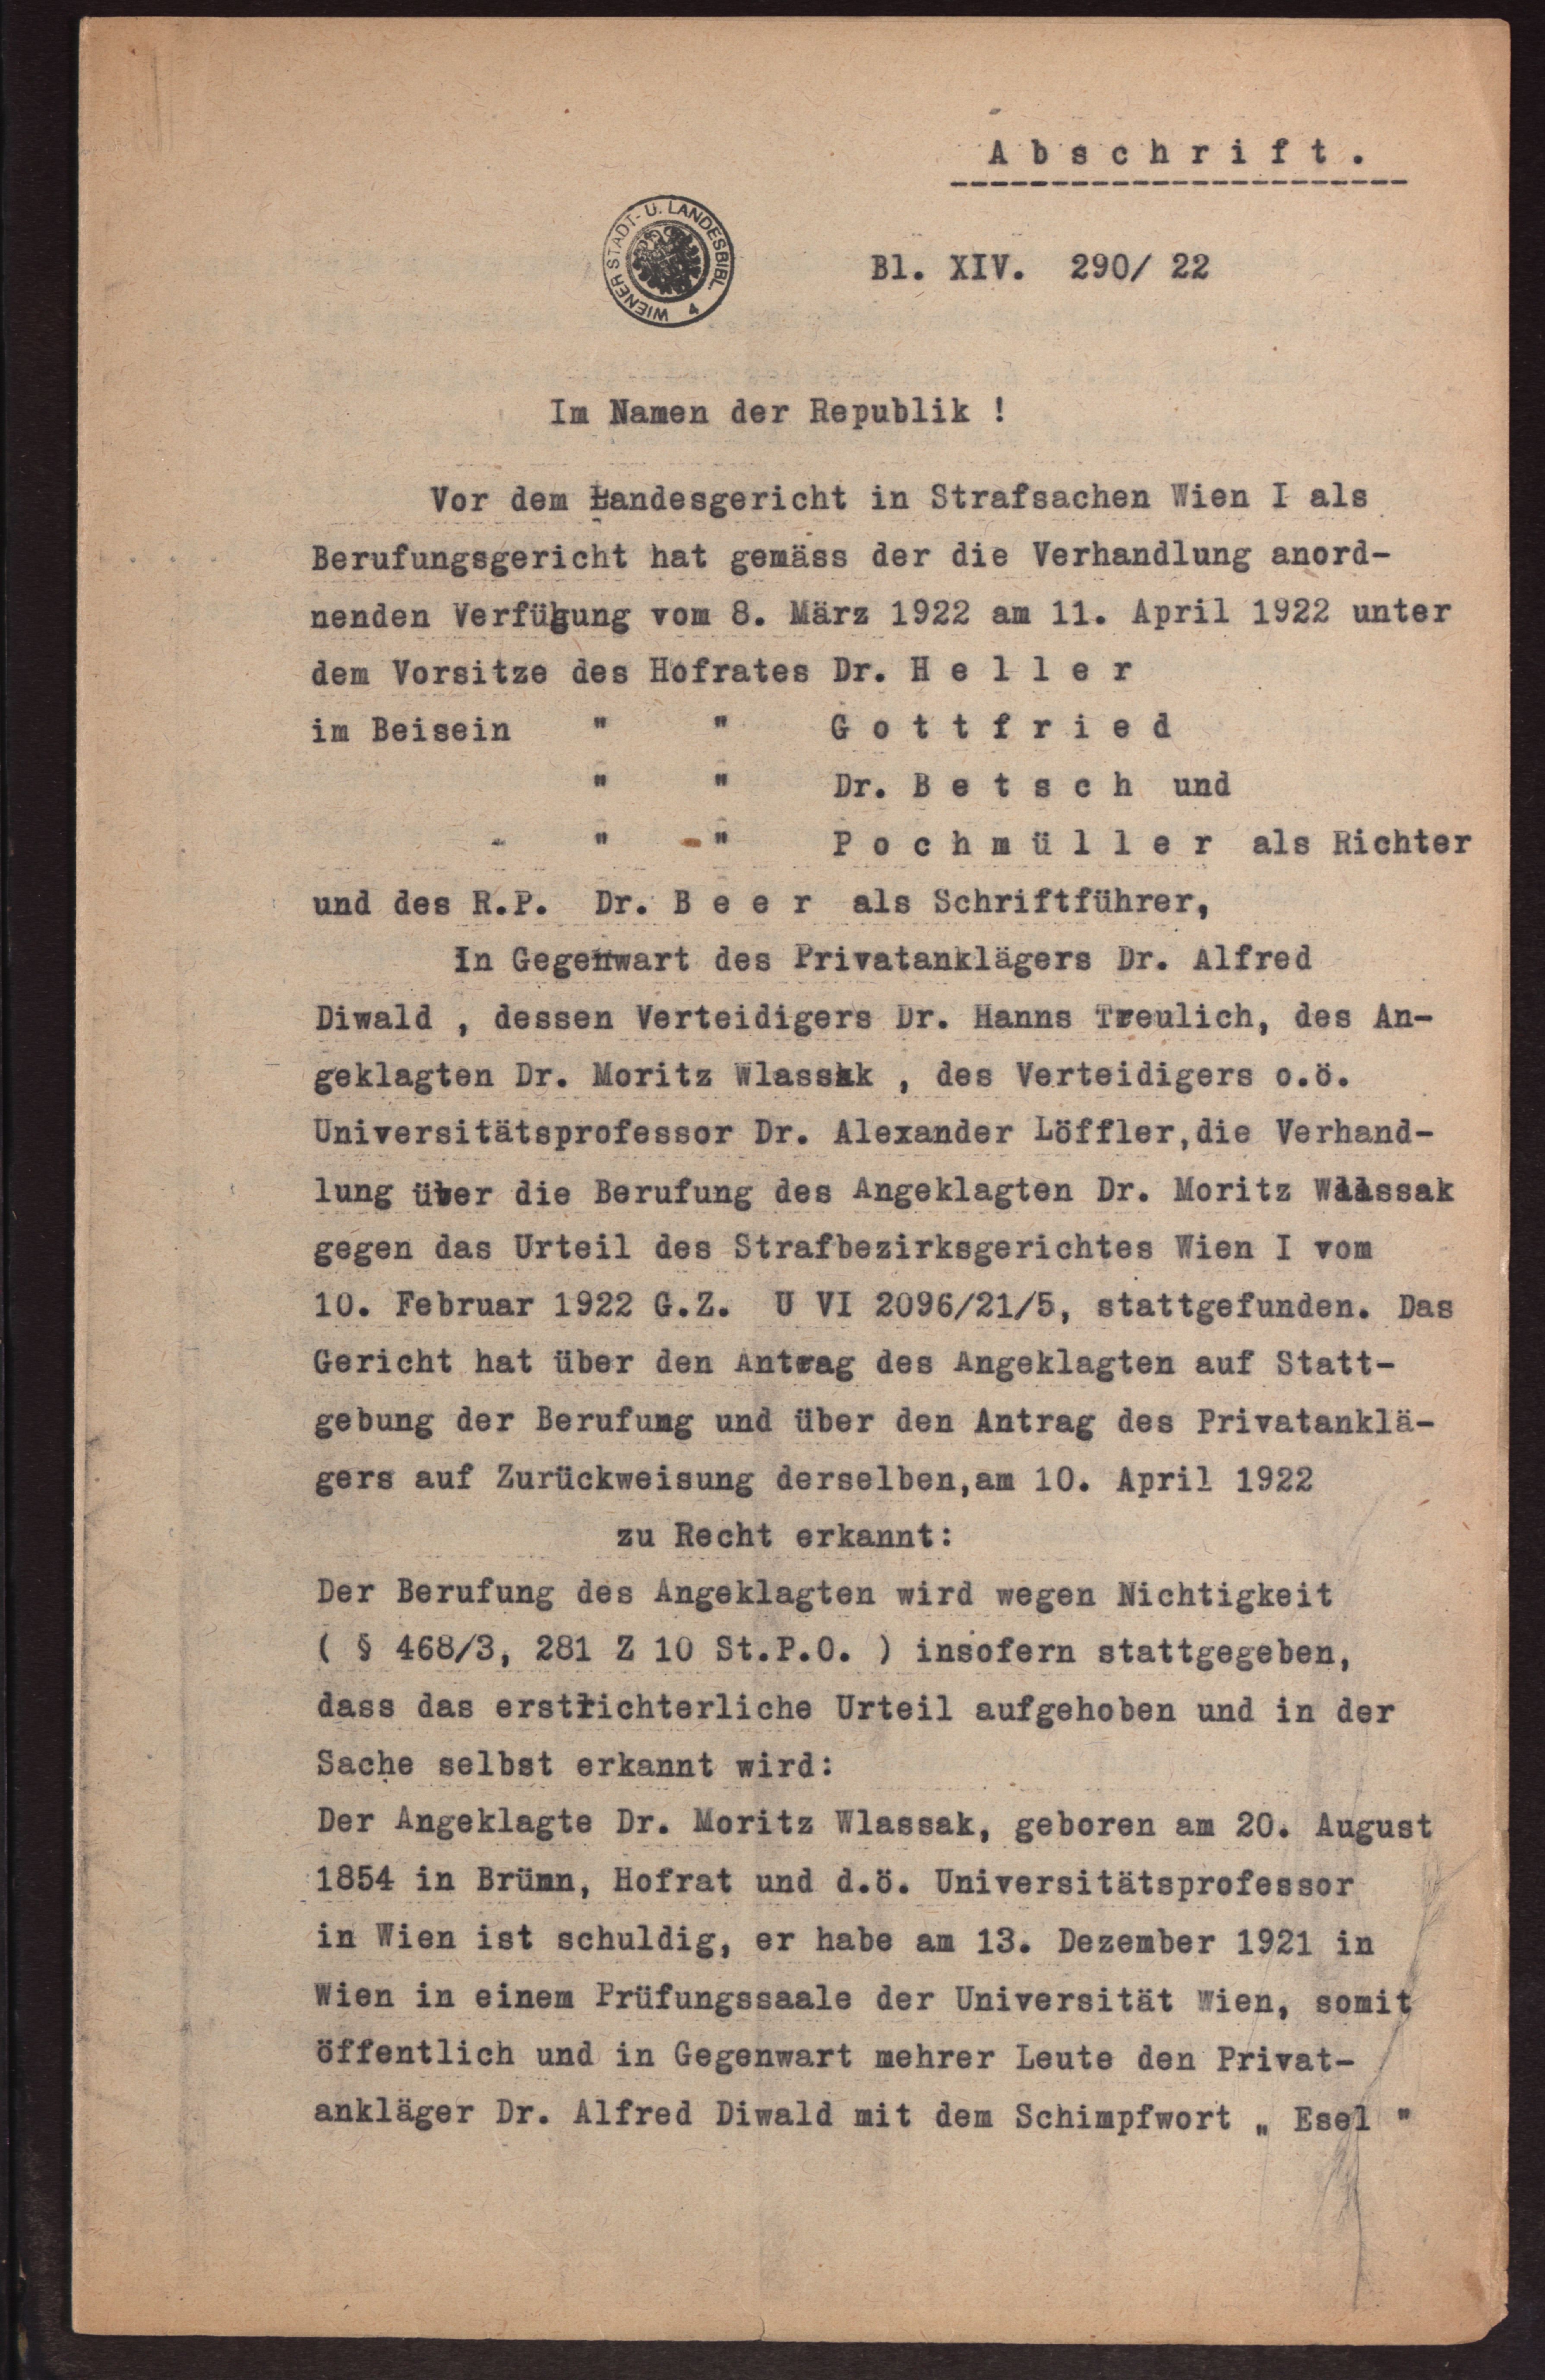 A b s c h r i f t .
WIENER STADT- U. LANDESBIBL. 4
Bl. XIV. 290/ 22
Im Namen der Republik !
Vor dem Landesgericht in Strafsachen Wien I als
Berufungsgericht hat gemäss der die Verhandlung anord-
nenden Verfügung vom 8. März 1922 am 11. April 1922 unter
dem Vorsitze des Hofrates Dr. H e l l e r
im Beisein " " G o t t f r i e d
" " Dr. B e t s c h und
" " P o c h m ü l l e r als Richter
und des R.P. Dr. B e e r als Schriftführer,
In Gegenwart des Privatanklägers Dr. Alfred
Diwald , dessen Verteidigers Dr. Hanns Treulich, des An-
geklagten Dr. Moritz Wlassak , des Verteidigers o.ö.
Universitätsprofessor Dr. Alexander Löffler,die Verhand-
lung über die Berufung des Angeklagten Dr. Moritz Wlassak
gegen das Urteil des Strafbezirksgerichtes Wien I vom
10. Februar 1922 G.Z. U VI 2096/21/5, stattgefunden. Das
Gericht hat über den Antrag des Angeklagten auf Statt-
gebung der Berufung und über den Antrag des Privatanklä-
gers auf Zurückweisung derselben,am 10. April 1922
zu Recht erkannt:
Der Berufung des Angeklagten wird wegen Nichtigkeit
( § 468/3, 281 Z 10 St.P.O. ) insofern stattgegeben,
dass das erstrichterliche Urteil aufgehoben und in der
Sache selbst erkannt wird:
Der Angeklagte Dr. Moritz Wlassak, geboren am 20. August
1854 in Brünn, Hofrat und d.ö. Universitätsprofessor
in Wien ist schuldig, er habe am 13. Dezember 1921 in
Wien in einem Prüfungssaale der Universität Wien, somit
öffentlich und in Gegenwart mehrer Leute den Privat-
ankläger Dr. Alfred Diwald mit dem Schimpfwort „ Esel "